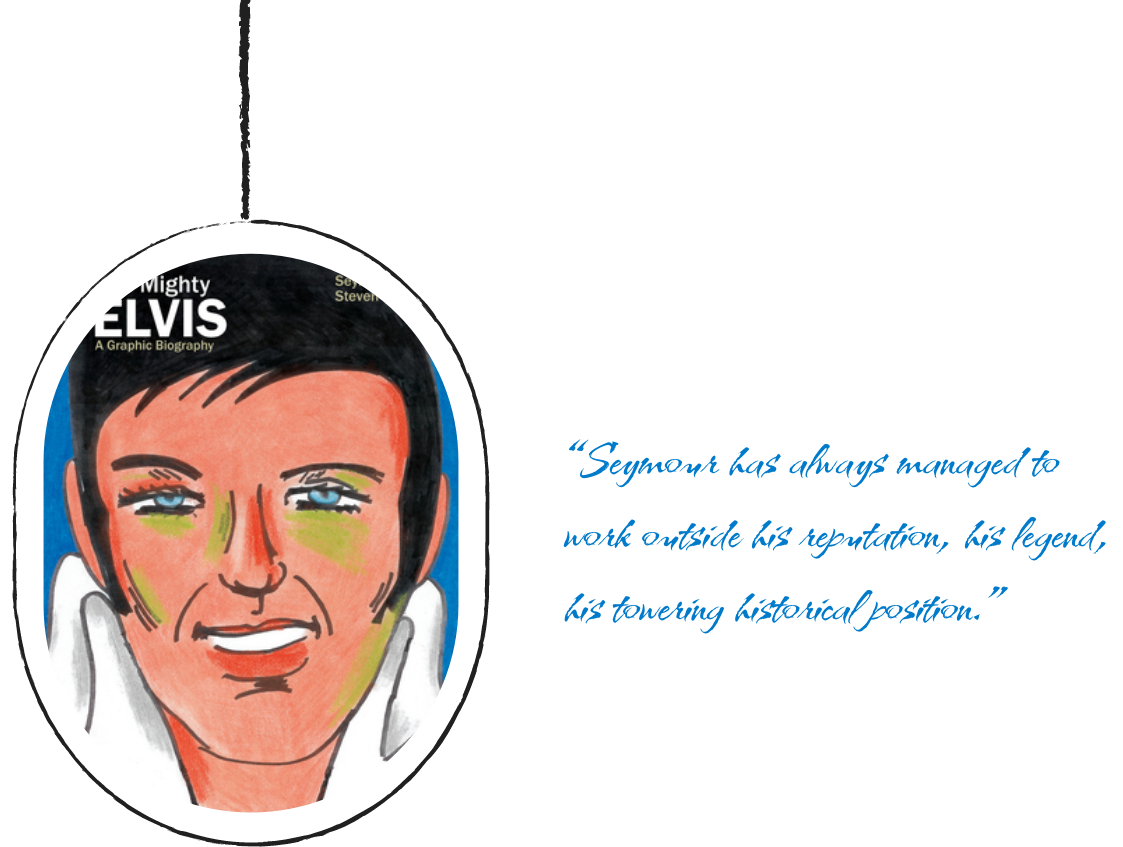 Mighty
ELVIS
A Graphic Biography
Steven
“Seymour has always managed to
work outside his reputation, his legend,
his towering historical position.”